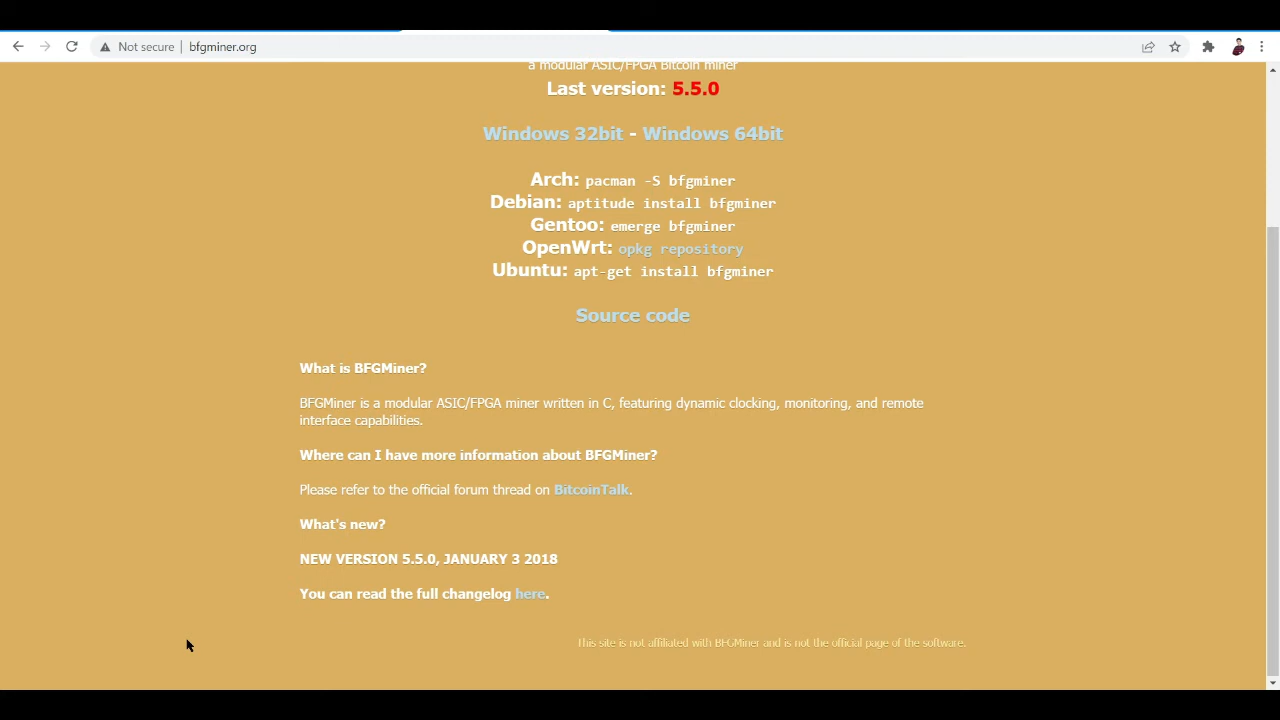 Not secure
bfgminer.org
a modular ASIC/FPGA Bitcoin miner
Last version: 5.5.0
Windows 32bit - Windows 64bit
Arch: pacman -S bfgminer
Debian: aptitude install bfgminer
Gentoo: emerge bfgminer
OpenWrt: opkg repository
Ubuntu: apt-get install bfgminer
Source code
What is BFGMiner?
BFGMiner is a modular ASIC/FPGA miner written in C, featuring dynamic clocking, monitoring, and remote
interface capabilities.
Where can I have more information about BFGMiner?
Please refer to the official forum thread on BitcoinTalk.
What's new?
NEW VERSION 5.5.0, JANUARY 3 2018
You can read the full changelog here.
This site is not affiliated with BFGMiner and is not the official page of the software.